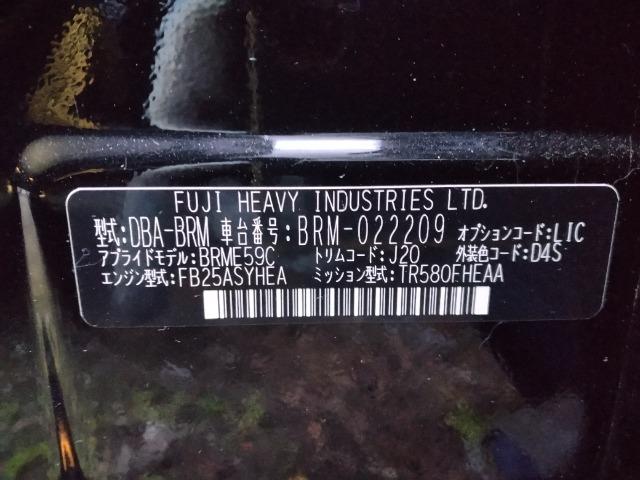 FUJI HEAVY INDUSTRIES LTD.
型式:DBA-BRM 車台番号:BRM-022209 オプションコード:LIC
アプライドモデル:BRME59C トリムコード:J20 外装色コード:D4S
エンジン型式:FB25ASYHEA ミッション型式:TR580FHEAA